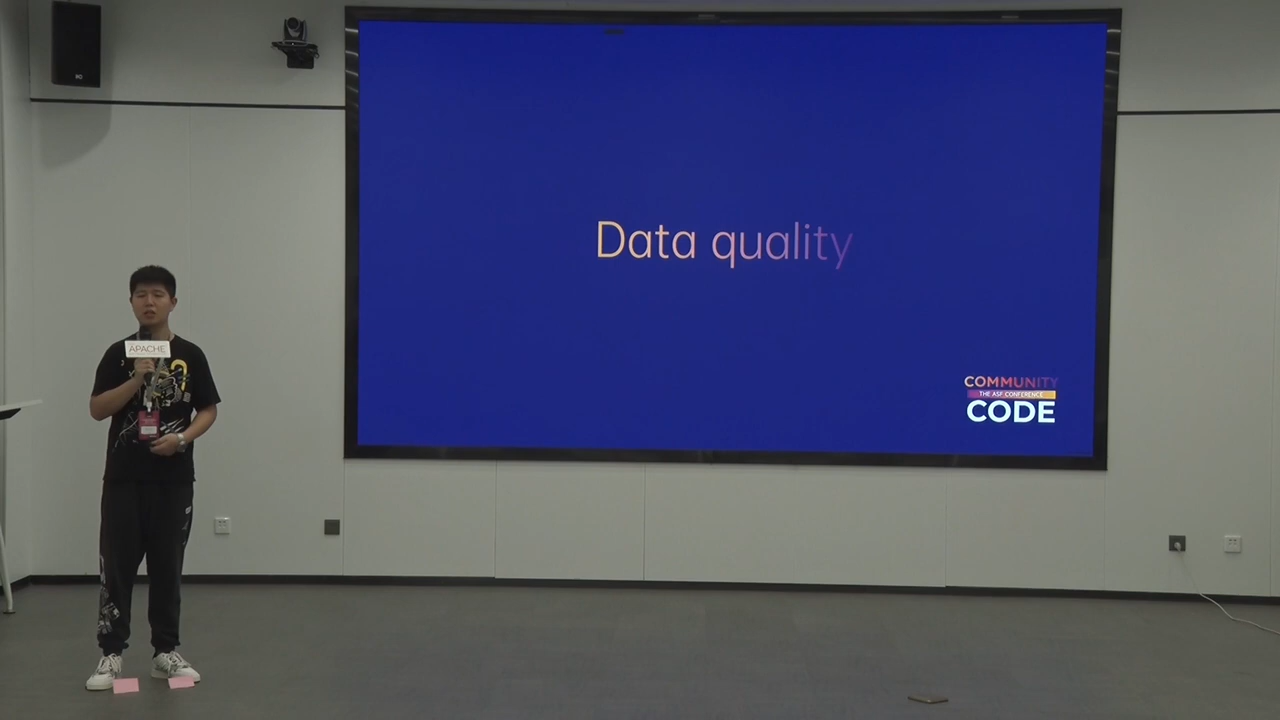 Data quality
APACHE
COMMUNITY
THE ASF CONFERENCE
CODE